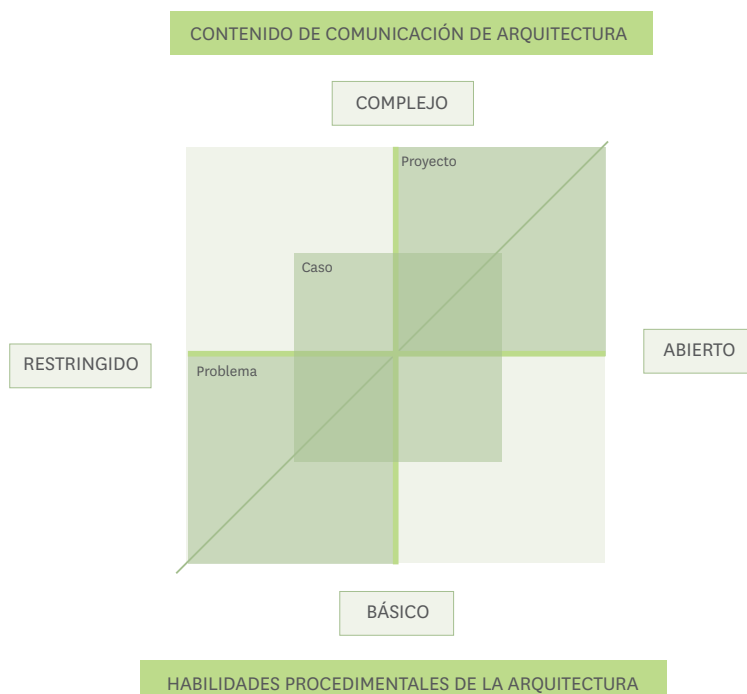 CONTENIDO DE COMUNICACIÓN DE ARQUITECTURA
COMPLEJO
Proyecto
Caso
RESTRINGIDO
ABIERTO
Problema
BÁSICO
HABILIDADES PROCEDIMENTALES DE LA ARQUITECTURA